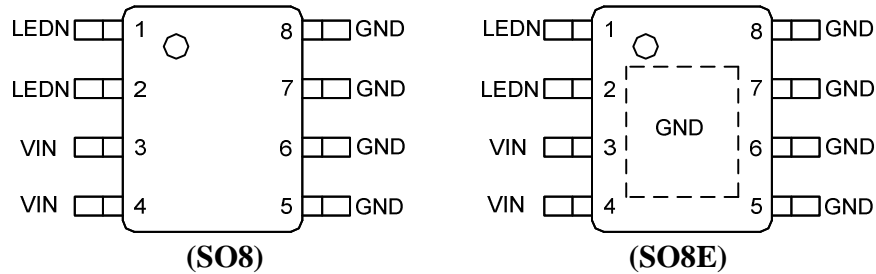 LEDN 1 8 GND LEDN 1 8 GND
LEDN 2 7 GND LEDN 2 7 GND
GND
VIN 3 6 GND VIN 3 6 GND
VIN 4 5 GND VIN 4 5 GND
(SO8) (SO8E)